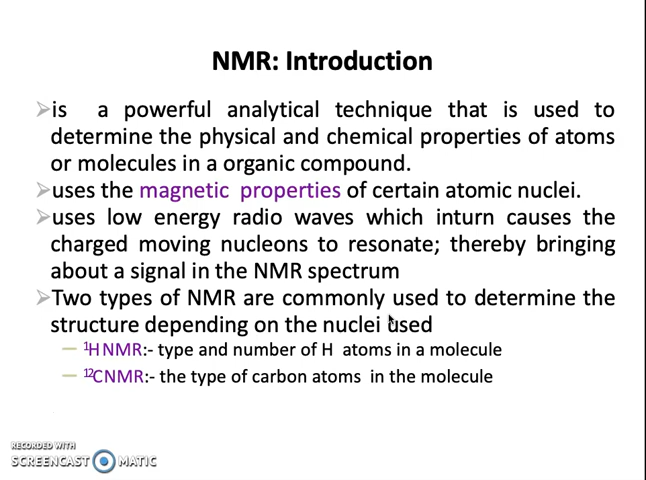 NMR: Introduction
is a powerful analytical technique that is used to
determine the physical and chemical properties of atoms
or molecules in a organic compound.
uses the magnetic properties of certain atomic nuclei.
uses low energy radio waves which inturn causes the
charged moving nucleons to resonate; thereby bringing
about a signal in the NMR spectrum
Two types of NMR are commonly used to determine the
structure depending on the nuclei used
– ¹H NMR:- type and number of H atoms in a molecule
– ¹²CNMR:- the type of carbon atoms in the molecule
RECORDED WITH
SCREENCAST MATIC